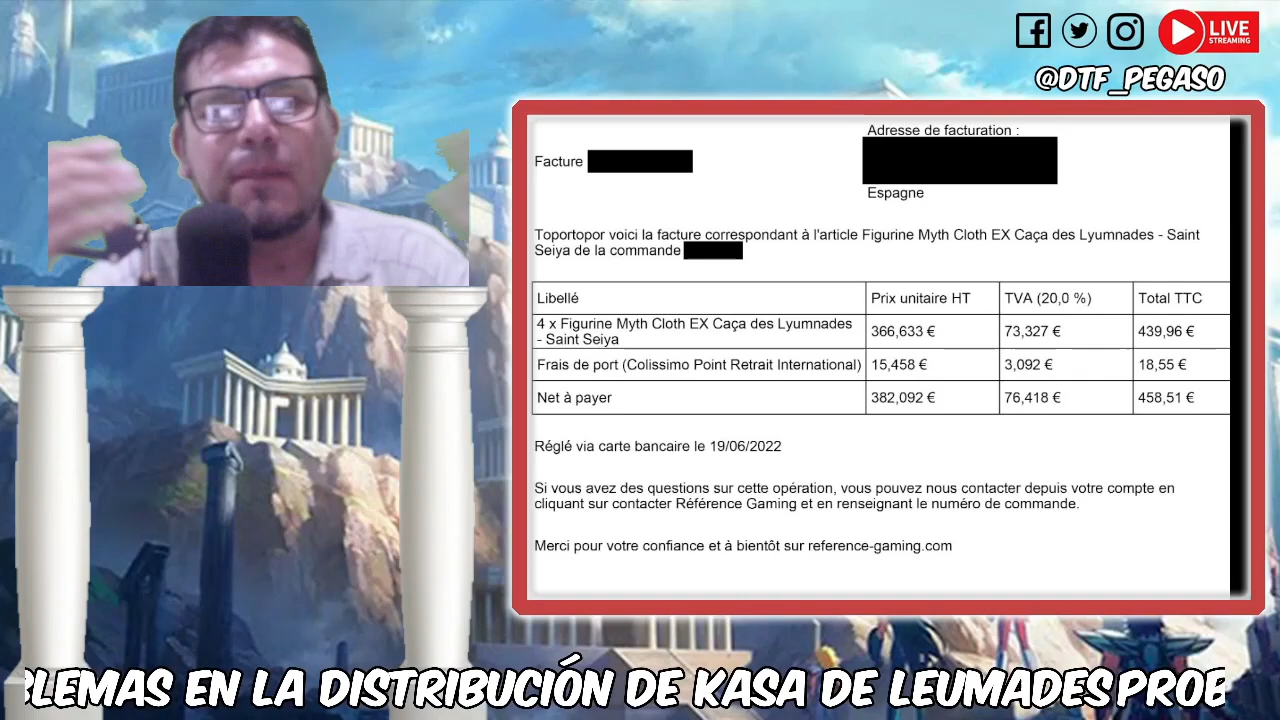 LIVE
STREAMING
@DTF_PEGASO
Adresse de facturation :
Facture
Espagne
Toportopor voici la facture correspondant à l'article Figurine Myth Cloth EX Caça des Lyumnades - Saint
Seiya de la commande
Libellé Prix unitaire HT TVA (20,0 %) Total TTC
4 x Figurine Myth Cloth EX Caça des Lyumnades
- Saint Seiya 366,633 € 73,327 € 439,96 €
Frais de port (Colissimo Point Retrait International) 15,458 € 3,092 € 18,55 €
Net à payer 382,092 € 76,418 € 458,51 €
Réglé via carte bancaire le 19/06/2022
Si vous avez des questions sur cette opération, vous pouvez nous contacter depuis votre compte en
cliquant sur contacter Référence Gaming et en renseignant le numéro de commande.
Merci pour votre confiance et à bientôt sur reference-gaming.com
BLEMAS EN LA DISTRIBUCIÓN DE KASA DE LEUMADES PROB